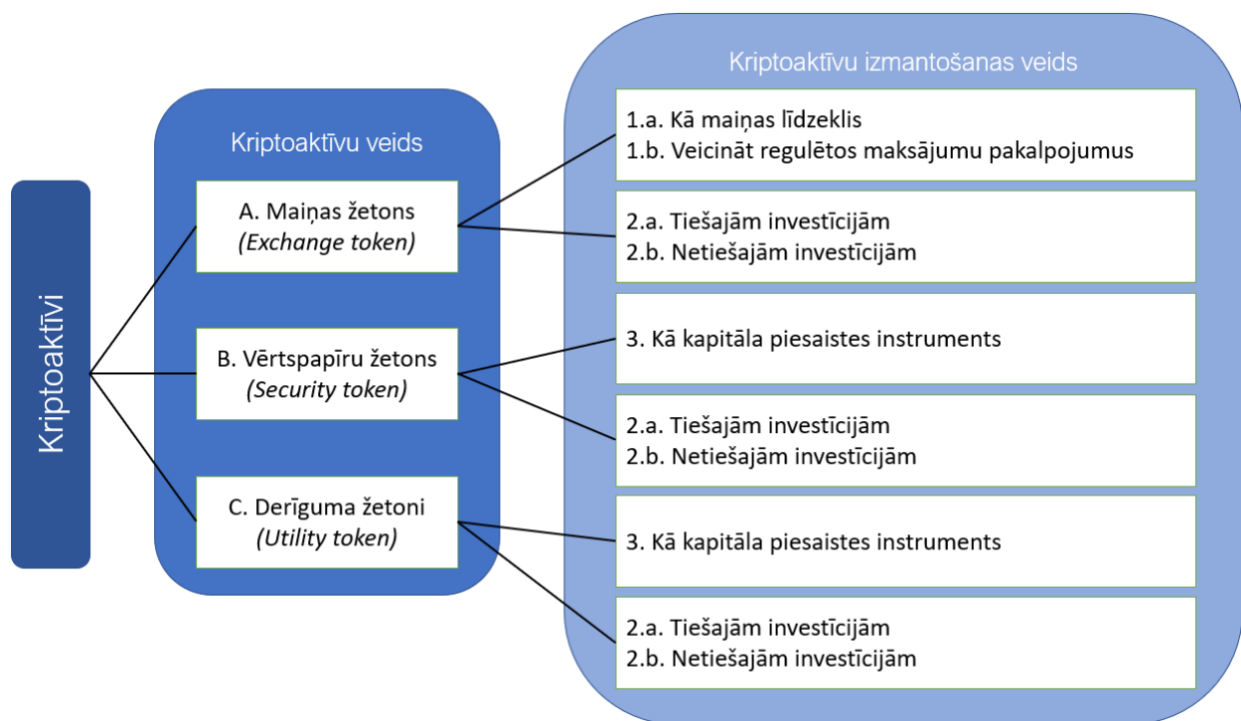 Kriptoaktīvi
Kriptoaktīvu veids
A. Maiņas žetons
(Exchange token)
B. Vērtspapīru žetons
(Security token)
C. Derīguma žetoni
(Utility token)
Kriptoaktīvu izmantošanas veids
1.a. Kā maiņas līdzeklis
1.b. Veicināt regulētos maksājumu pakalpojumus
2.a. Tiešajām investīcijām
2.b. Netiešajām investīcijām
3. Kā kapitāla piesaistes instruments
2.a. Tiešajām investīcijām
2.b. Netiešajām investīcijām
3. Kā kapitāla piesaistes instruments
2.a. Tiešajām investīcijām
2.b. Netiešajām investīcijām